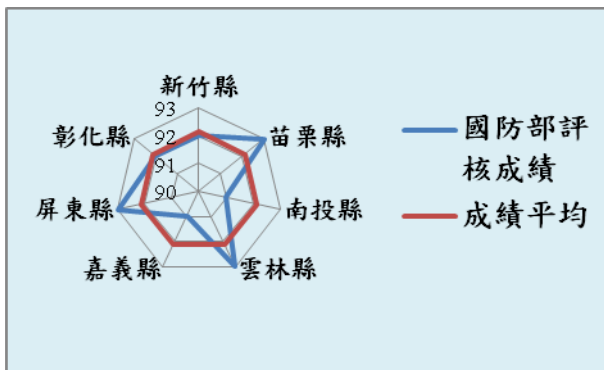 新竹縣
93
92
91
90
苗栗縣
南投縣
雲林縣
嘉義縣
屏東縣
彰化縣
國防部評
核成績
成績平均